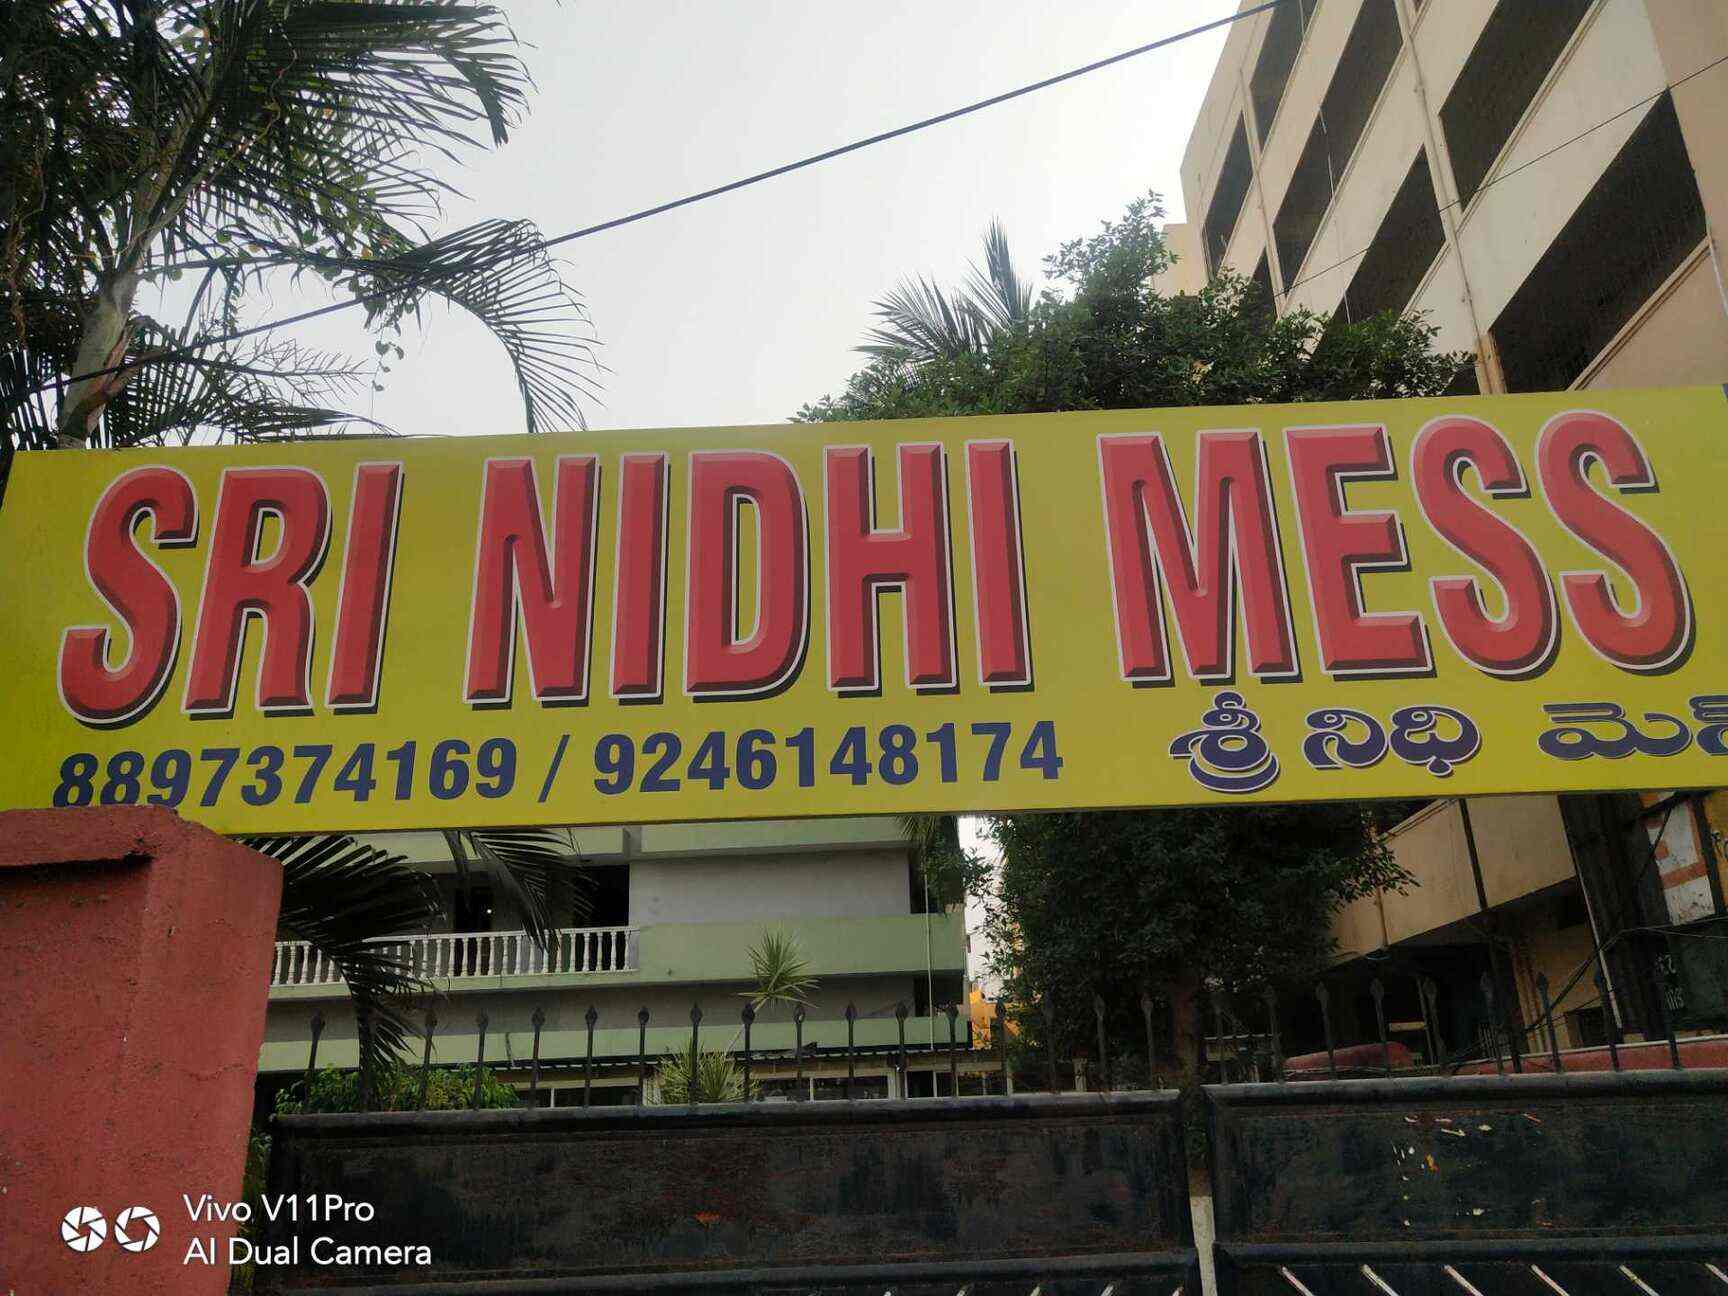 SRI NIDHI MESS
8897374169 / 9246148174 శ్రీ నిధి మెస్
Vivo V11Pro
AI Dual Camera